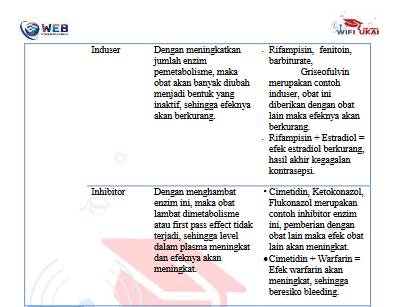 WEB
WIFI UKAI
Induser
Dengan meningkatkan
jumlah enzim
pemetabolisme, maka
obat akan banyak diubah
menjadi bentuk yang
inaktif, sehingga efeknya
akan berkurang.
. Rifampisin, fenitoin,
barbiturate,
Griseofulvin
merupakan contoh
induser, obat ini
diberikan dengan obat
lain maka efeknya akan
berkurang.
. Rifampisin + Estradiol =
efek estradiol berkurang,
hasil akhir kegagalan
kontrasepsi.
Inhibitor
Dengan menghambat
enzim ini, maka obat
lambat dimetabolisme
atau first pass effect tidak
terjadi, sehingga level
dalam plasma meningkat
dan efeknya akan
meningkat.
• Cimetidin, Ketokonazol,
Flukonazol merupakan
contoh inhibitor enzim
ini, pemberian dengan
obat lain maka efek obat
lain akan meningkat.
• Cimetidin + Warfarin =
Efek warfarin akan
meningkat, sehingga
beresiko bleeding.